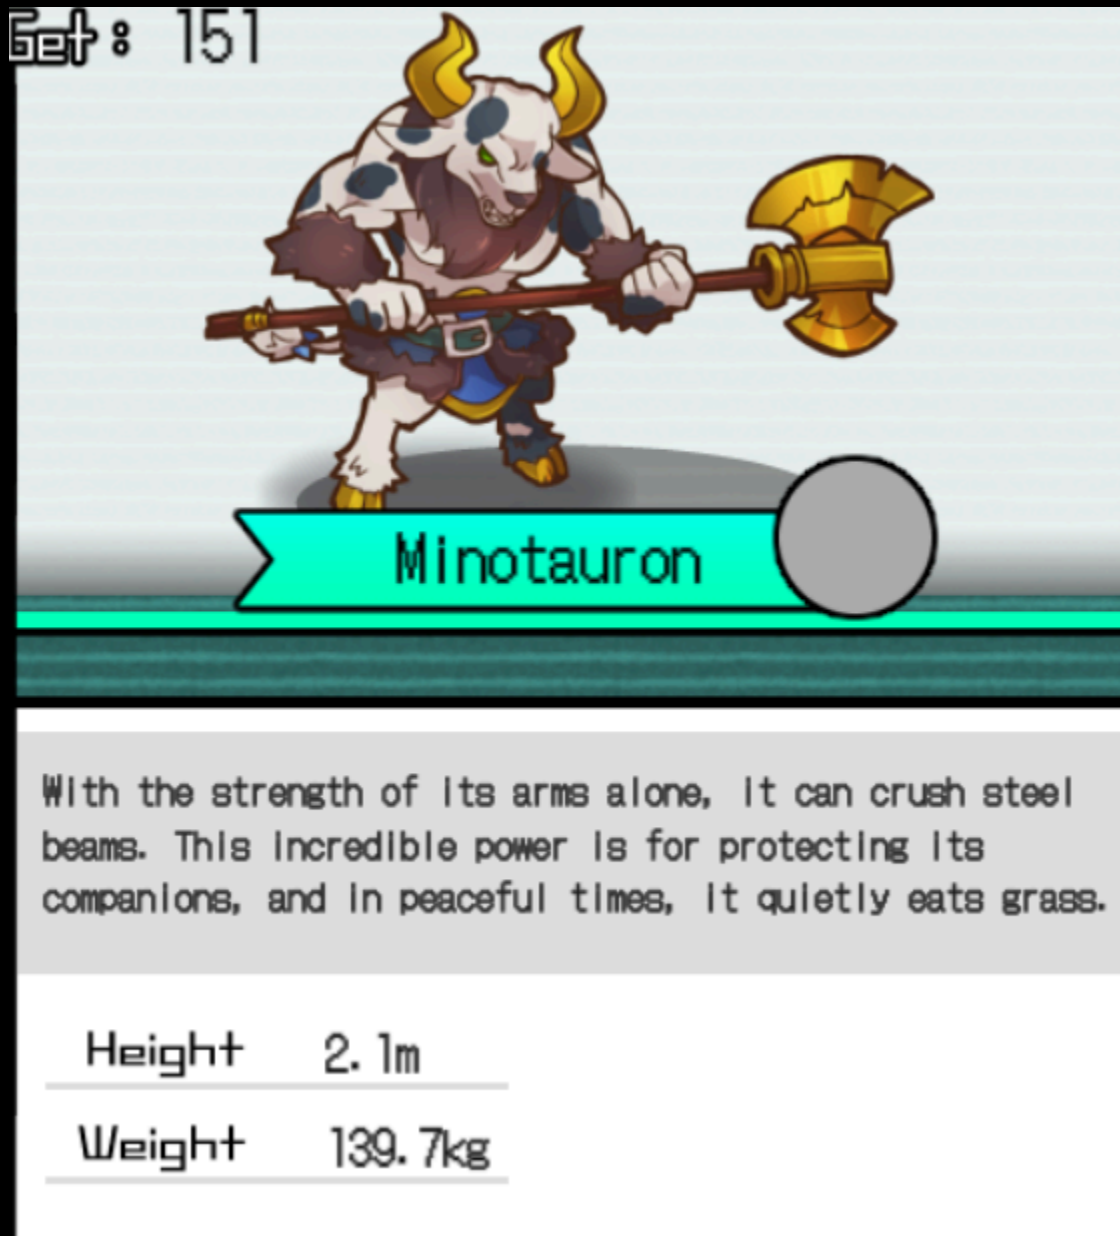 Get: 151
Minotauron
With the strength of its arms alone, it can crush steel
beams. This incredible power is for protecting its
companions, and in peaceful times, it quietly eats grass.
Height 2.1m
Weight 139.7kg